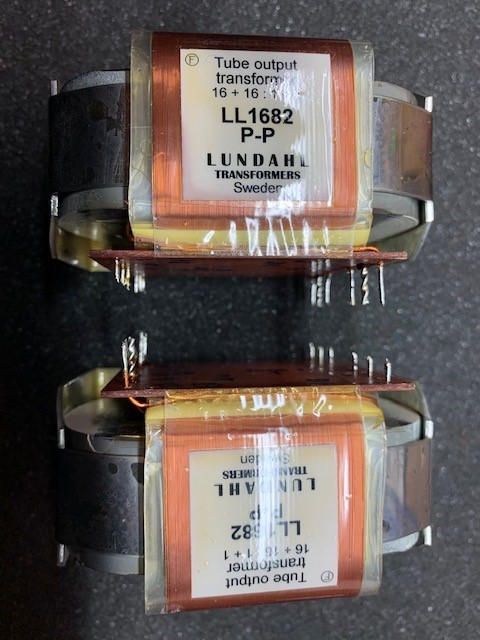 F
Tube output
transformer
16 + 16 :
LL1682
P-P
LUNDAHL
TRANSFORMERS
Sweden
F
Tube output
transformer
16 + 16 : 1 + 1
LL1682
P-P
LUNDAHL
TRANSFORMERS
Sweden